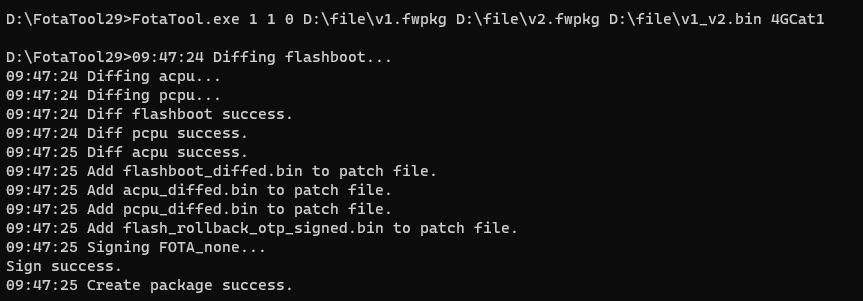 D:\FotaTool29>FotaTool.exe 1 1 0 D:\file\v1.fwpkg D:\file\v2.fwpkg D:\file\v1_v2.bin 4GCat1
D:\FotaTool29>09:47:24 Diffing flashboot...
09:47:24 Diffing acpu...
09:47:24 Diffing pcpu...
09:47:24 Diff flashboot success.
09:47:24 Diff pcpu success.
09:47:25 Diff acpu success.
09:47:25 Add flashboot_diffed.bin to patch file.
09:47:25 Add acpu_diffed.bin to patch file.
09:47:25 Add pcpu_diffed.bin to patch file.
09:47:25 Add flash_rollback_otp_signed.bin to patch file.
09:47:25 Signing FOTA_none...
Sign success.
09:47:25 Create package success.